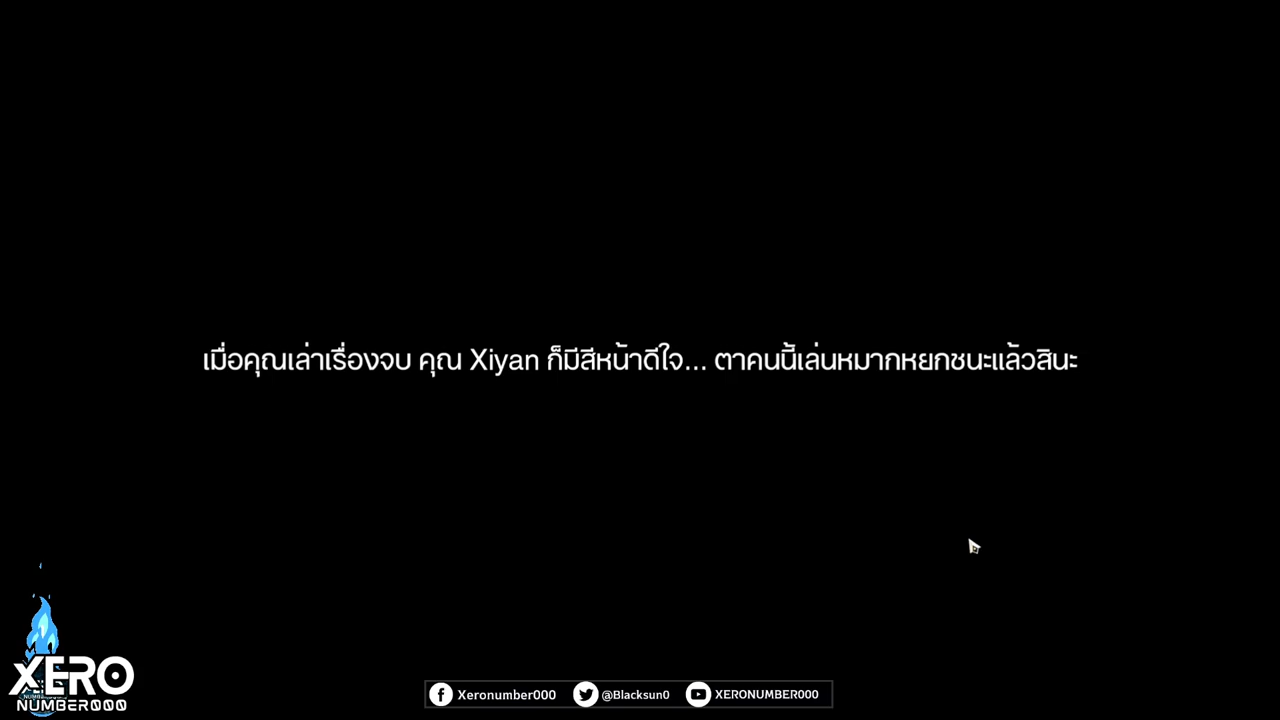 เมื่อคุณเล่าเรื่องจบ คุณ Xiyan ก็มีสีหน้าดีใจ... ตาคนนี้เล่นหมากหยกชนะแล้วสินะ
XERO
NUMBER000
Xeronumber000 @Blacksun0 XERONUMBER000